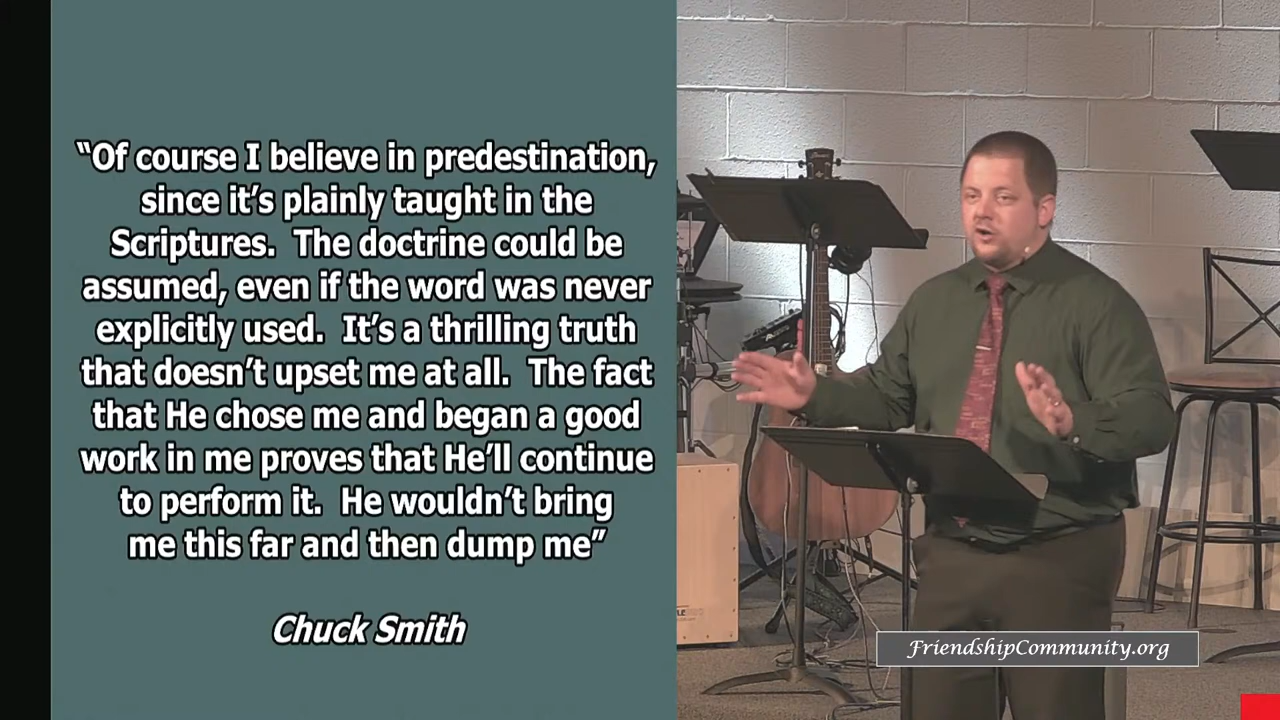 “Of course I believe in predestination,
since it’s plainly taught in the
Scriptures.  The doctrine could be
assumed, even if the word was never
explicitly used.  It’s a thrilling truth
that doesn’t upset me at all.  The fact
that He chose me and began a good
work in me proves that He’ll continue
to perform it.  He wouldn’t bring
me this far and then dump me”
Chuck Smith
FriendshipCommunity.org